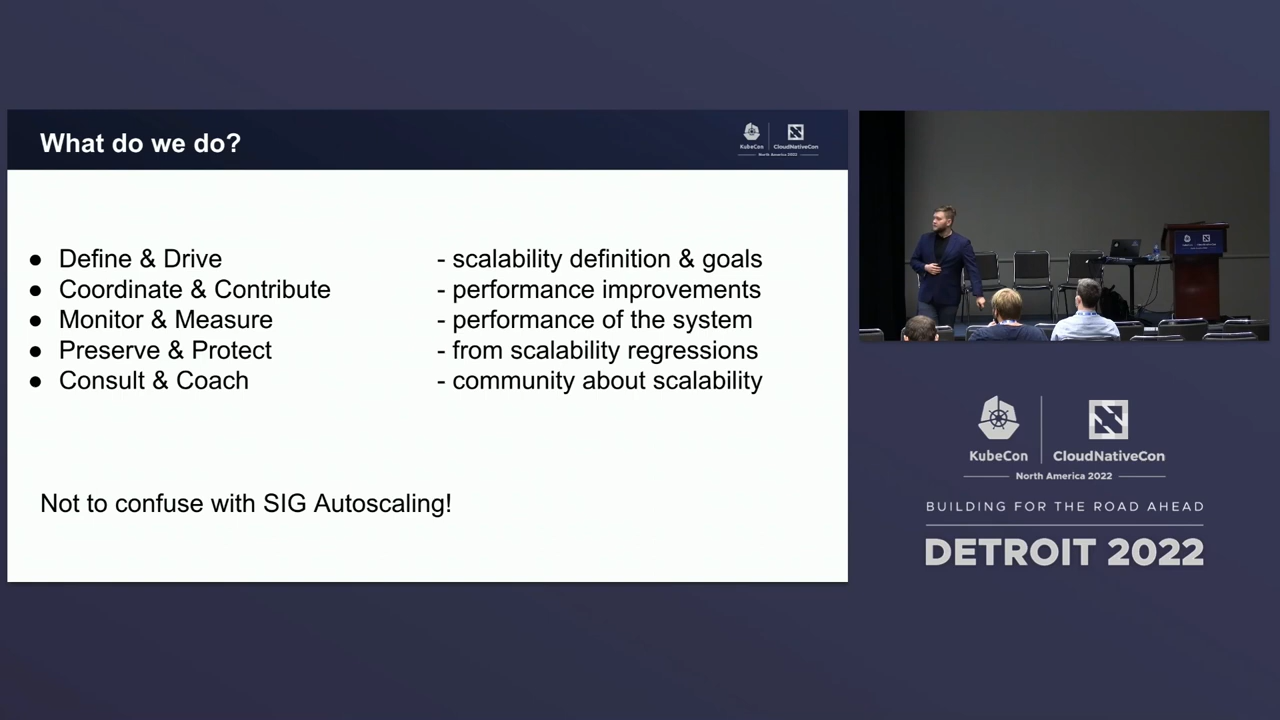 What do we do?
KubeCon
CloudNativeCon
North America 2022
● Define & Drive - scalability definition & goals
● Coordinate & Contribute - performance improvements
● Monitor & Measure - performance of the system
● Preserve & Protect - from scalability regressions
● Consult & Coach - community about scalability
Not to confuse with SIG Autoscaling!
KubeCon
CloudNativeCon
North America 2022
BUILDING FOR THE ROAD AHEAD
DETROIT 2022